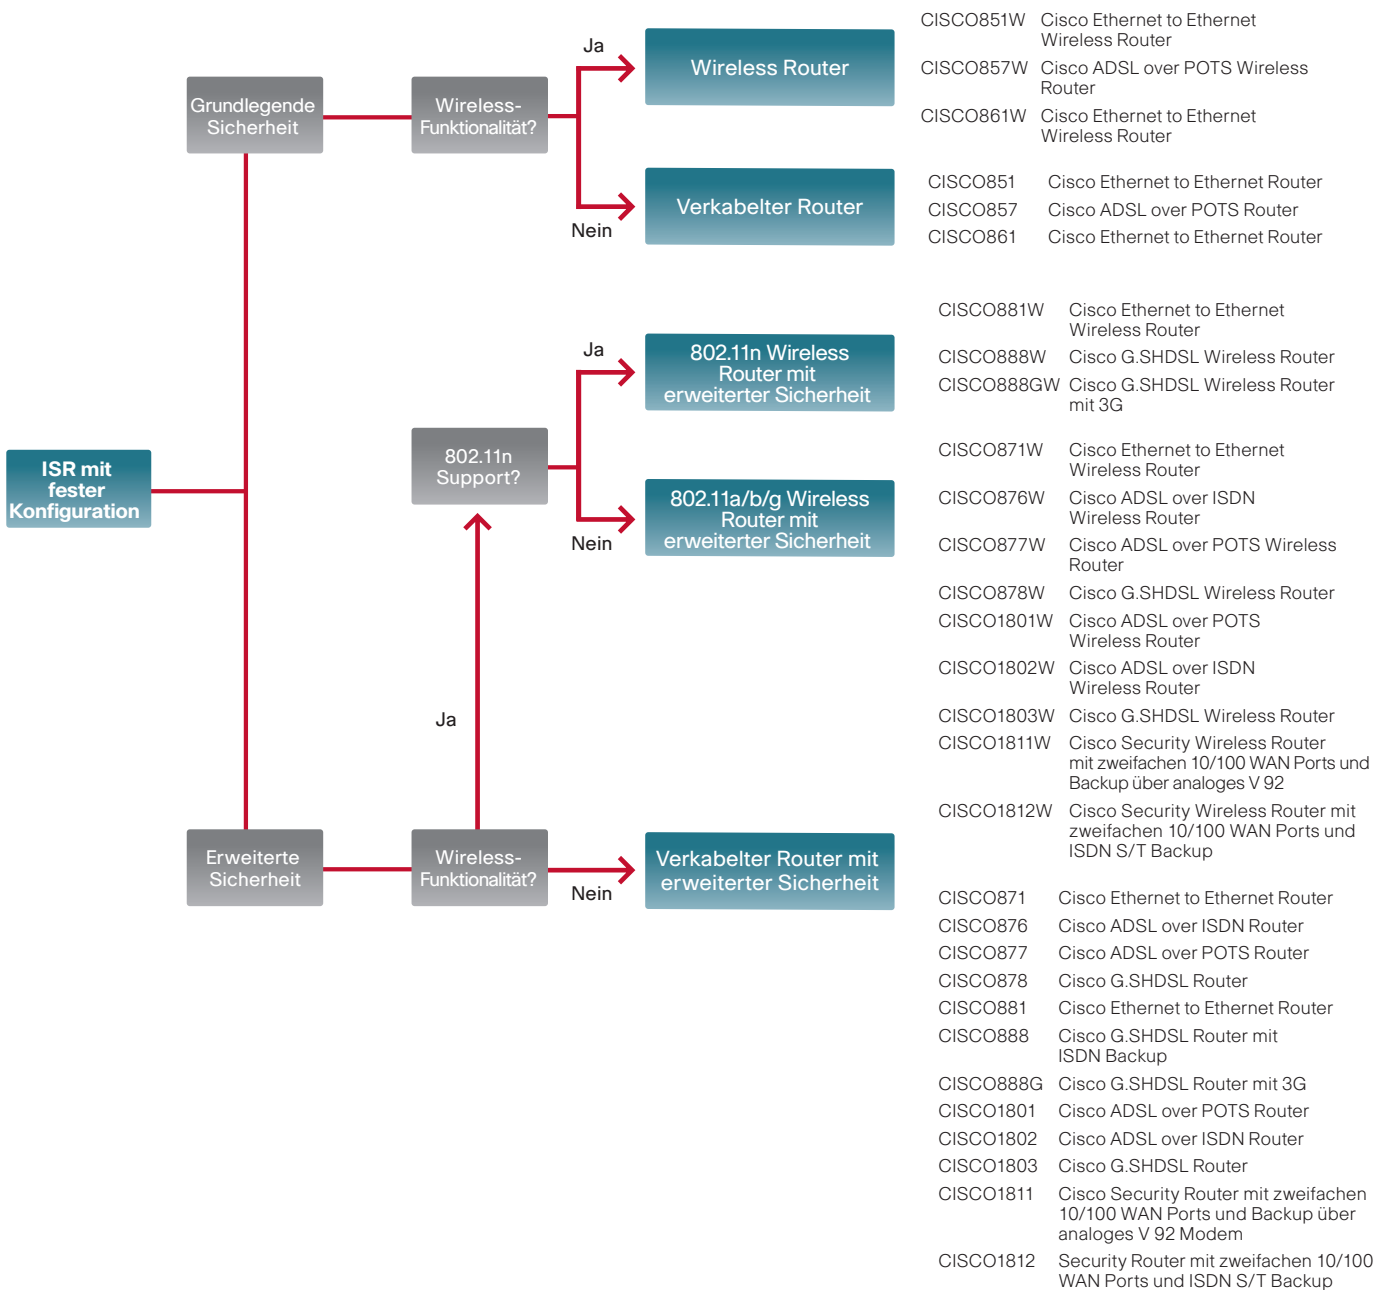 ISR mit
fester
Konfiguration
Grundlegende
Sicherheit
Wireless-
Funktionalität?
Ja
Wireless Router
CISCO851W Cisco Ethernet to Ethernet
Wireless Router
CISCO857W Cisco ADSL over POTS Wireless
Router
CISCO861W Cisco Ethernet to Ethernet
Wireless Router
Nein
Verkabelter Router
CISCO851 Cisco Ethernet to Ethernet Router
CISCO857 Cisco ADSL over POTS Router
CISCO861 Cisco Ethernet to Ethernet Router
802.11n
Support?
Ja
802.11n Wireless
Router mit
erweiterter Sicherheit
CISCO881W Cisco Ethernet to Ethernet
Wireless Router
CISCO888W Cisco G.SHDSL Wireless Router
CISCO888GW Cisco G.SHDSL Wireless Router
mit 3G
Nein
802.11a/b/g Wireless
Router mit
erweiterter Sicherheit
CISCO871W Cisco Ethernet to Ethernet
Wireless Router
CISCO876W Cisco ADSL over ISDN
Wireless Router
CISCO877W Cisco ADSL over POTS Wireless
Router
CISCO878W Cisco G.SHDSL Wireless Router
CISCO1801W Cisco ADSL over POTS
Wireless Router
CISCO1802W Cisco ADSL over ISDN
Wireless Router
CISCO1803W Cisco G.SHDSL Wireless Router
CISCO1811W Cisco Security Wireless Router
mit zweifachen 10/100 WAN Ports und
Backup über analoges V 92
CISCO1812W Cisco Security Wireless Router mit
zweifachen 10/100 WAN Ports und
ISDN S/T Backup
Ja
Erweiterte
Sicherheit
Wireless-
Funktionalität?
Nein
Verkabelter Router mit
erweiterter Sicherheit
CISCO871 Cisco Ethernet to Ethernet Router
CISCO876 Cisco ADSL over ISDN Router
CISCO877 Cisco ADSL over POTS Router
CISCO878 Cisco G.SHDSL Router
CISCO881 Cisco Ethernet to Ethernet Router
CISCO888 Cisco G.SHDSL Router mit
ISDN Backup
CISCO888G Cisco G.SHDSL Router mit 3G
CISCO1801 Cisco ADSL over POTS Router
CISCO1802 Cisco ADSL over ISDN Router
CISCO1803 Cisco G.SHDSL Router
CISCO1811 Cisco Security Router mit zweifachen
10/100 WAN Ports und Backup über
analoges V 92 Modem
CISCO1812 Security Router mit zweifachen 10/100
WAN Ports und ISDN S/T Backup